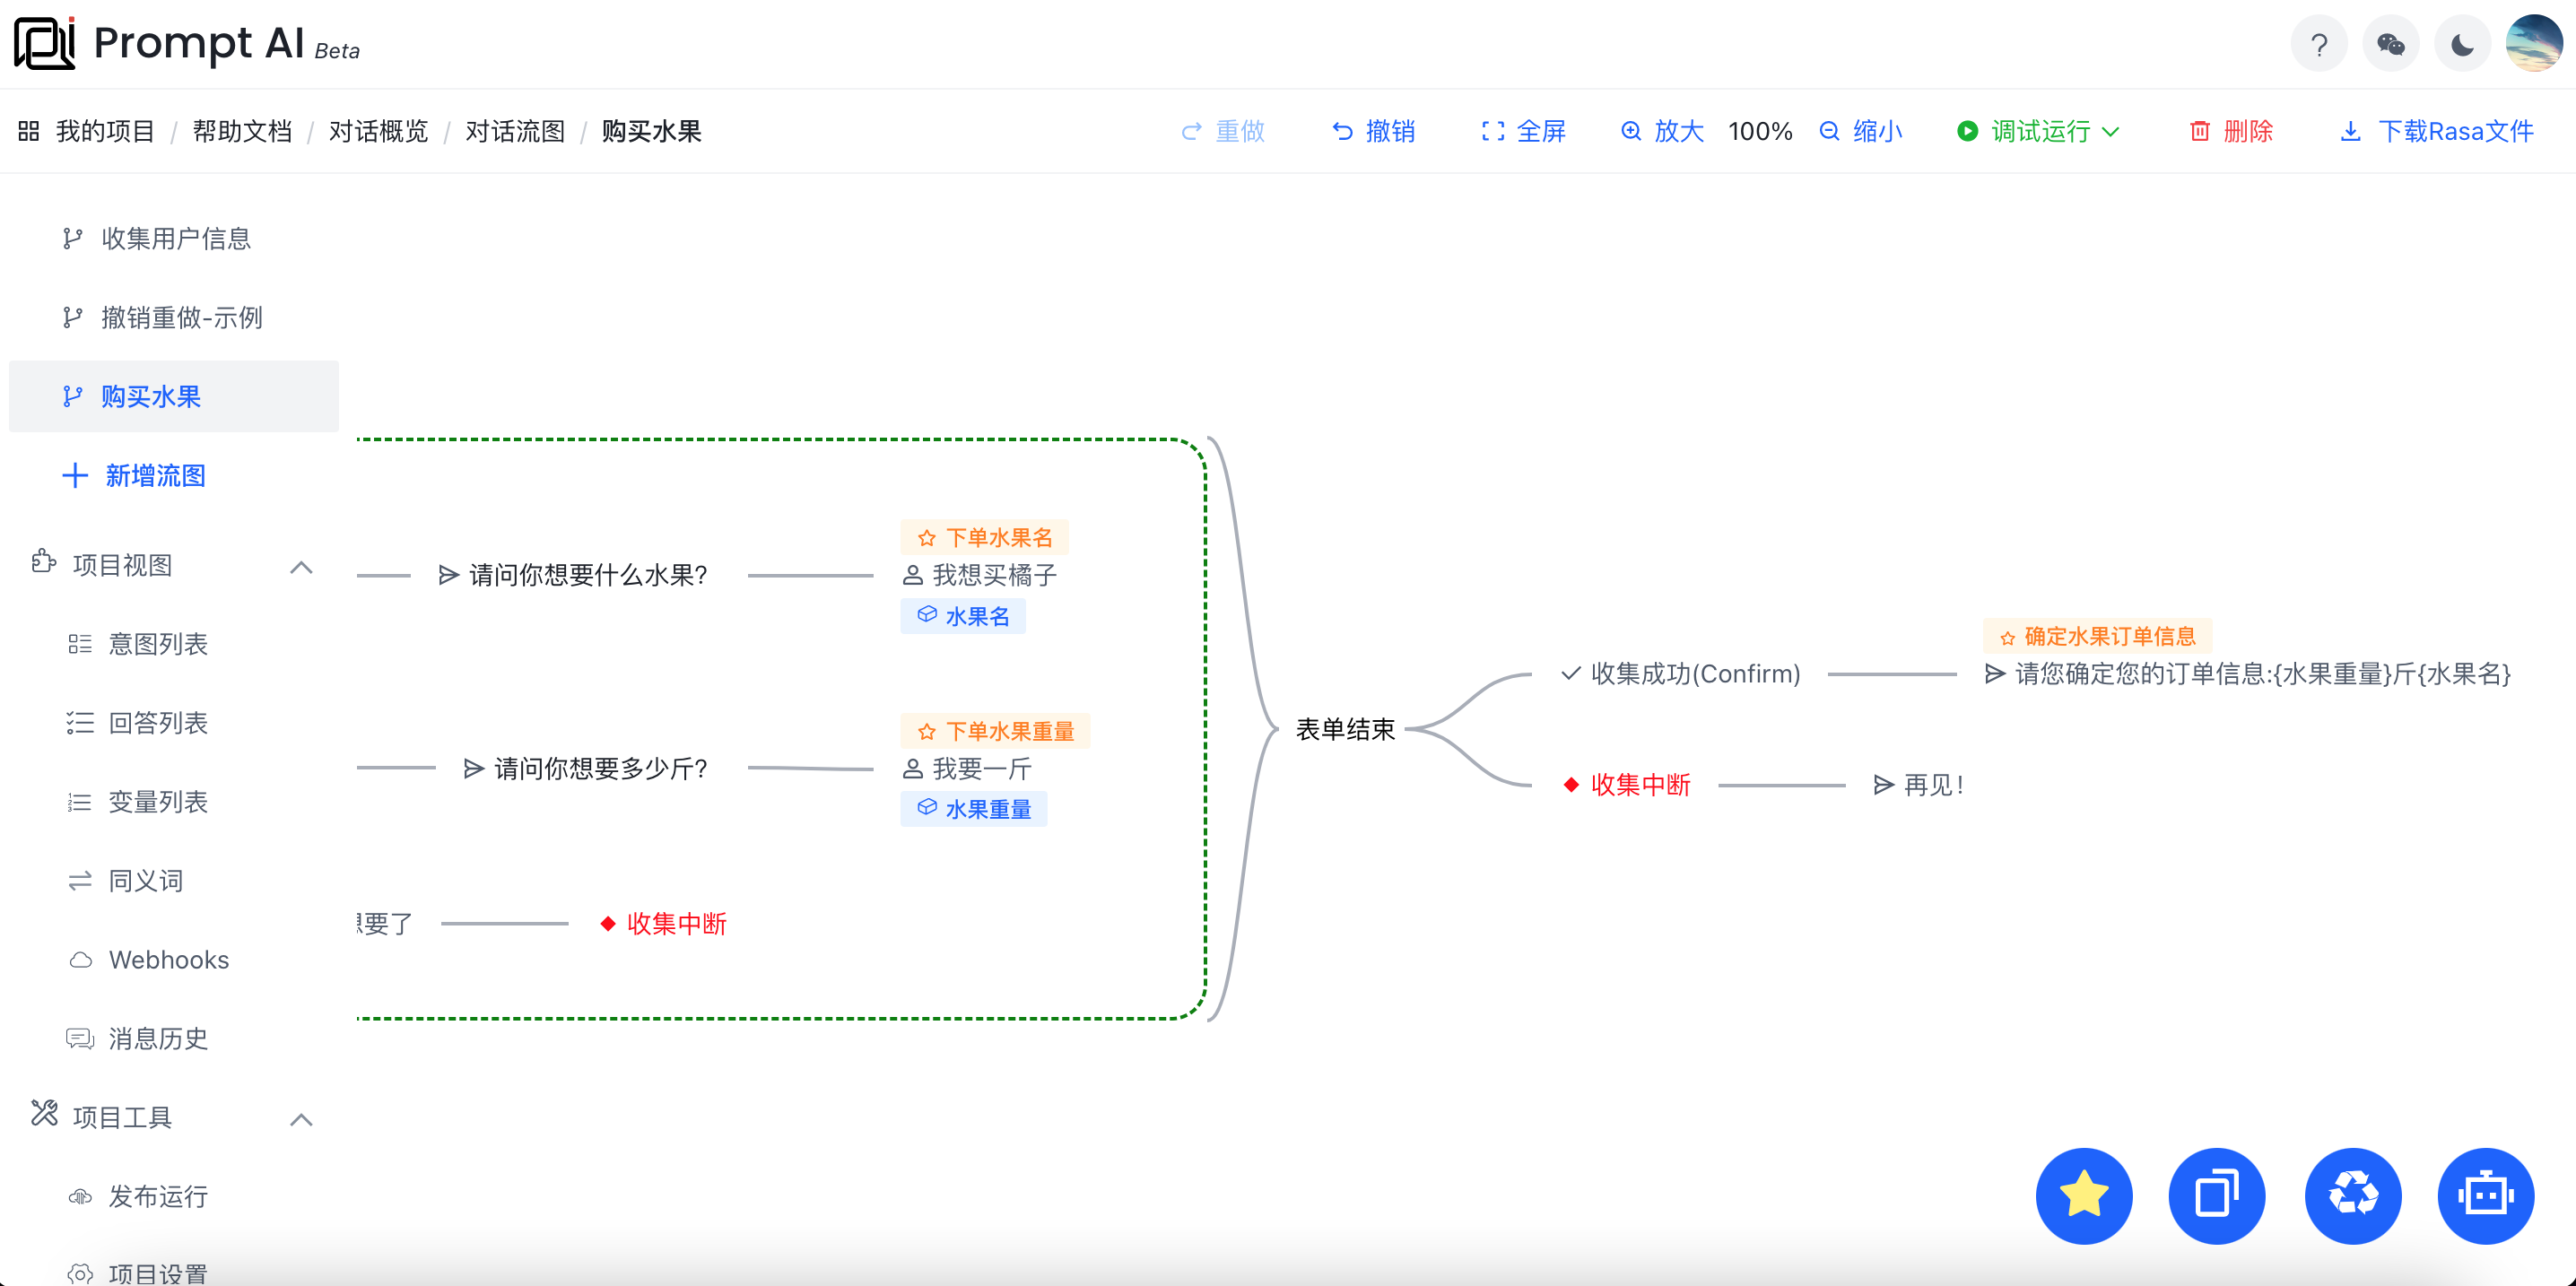 Prompt AI Beta
我的项目 / 帮助文档 / 对话概览 / 对话流图 / 购买水果
重做 撤销 全屏 放大 100% 缩小 调试运行 删除 下载Rasa文件
收集用户信息
撤销重做-示例
购买水果
新增流图
项目视图
意图列表
回答列表
变量列表
同义词
Webhooks
消息历史
项目工具
发布运行
项目设置
请问你想要什么水果?
下单水果名
我想买橘子
水果名
请问你想要多少斤?
下单水果重量
我要一斤
水果重量
要了
收集中断
表单结束
收集成功(Confirm)
确定水果订单信息
请您确定您的订单信息:{水果重量}斤{水果名}
收集中断
再见!